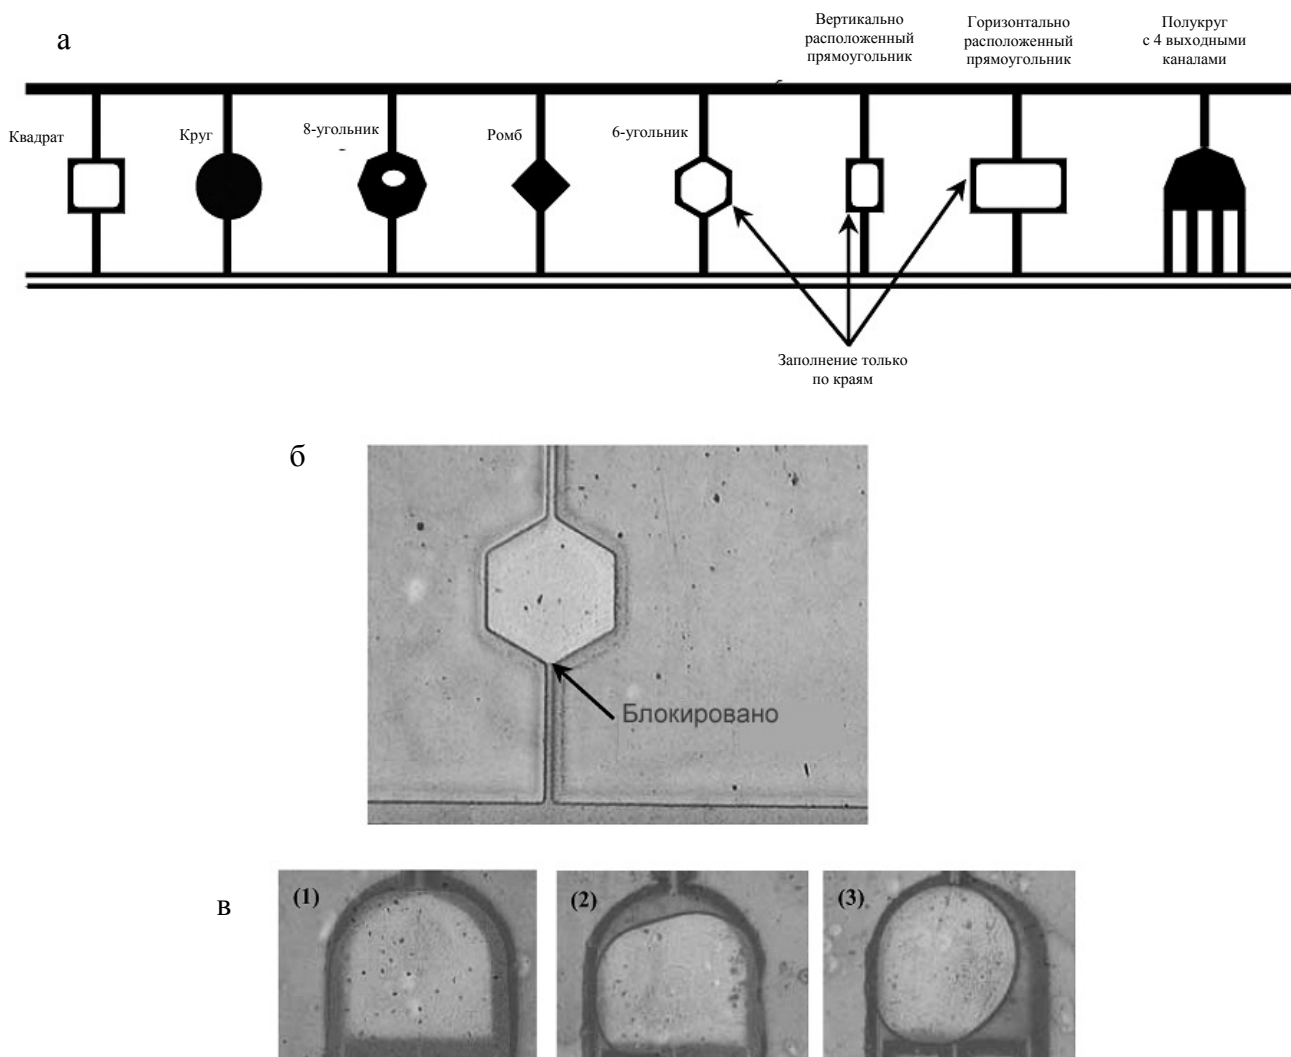 а
Вертикально
расположенный
прямоугольник
Горизонтально
расположенный
прямоугольник
Полукруг
с 4 выходными
каналами
Квадрат
Круг
8-угольник
Ромб
6-угольник
Заполнение только
по краям
б
Блокировано
в
(1)
(2)
(3)